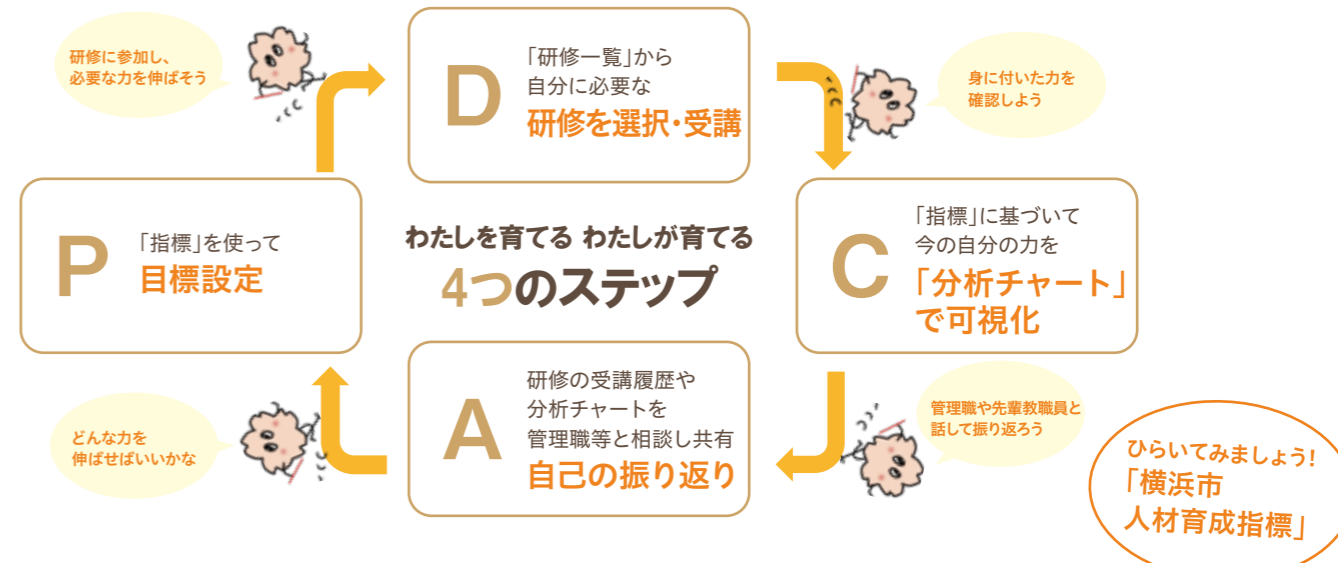 研修に参加し、
必要な力を伸ばそう
D
「研修一覧」から
自分に必要な
研修を選択・受講
身に付いた力を
確認しよう
P
「指標」を使って
目標設定
わたしを育てる わたしが育てる
4つのステップ
C
「指標」に基づいて
今の自分の力を
「分析チャート」
で可視化
どんな力を
伸ばせばいいかな
A
研修の受講履歴や
分析チャートを
管理職等と相談し共有
自己の振り返り
管理職や先輩教職員と
話して振り返ろう
ひらいてみましょう!
「横浜市
人材育成指標」